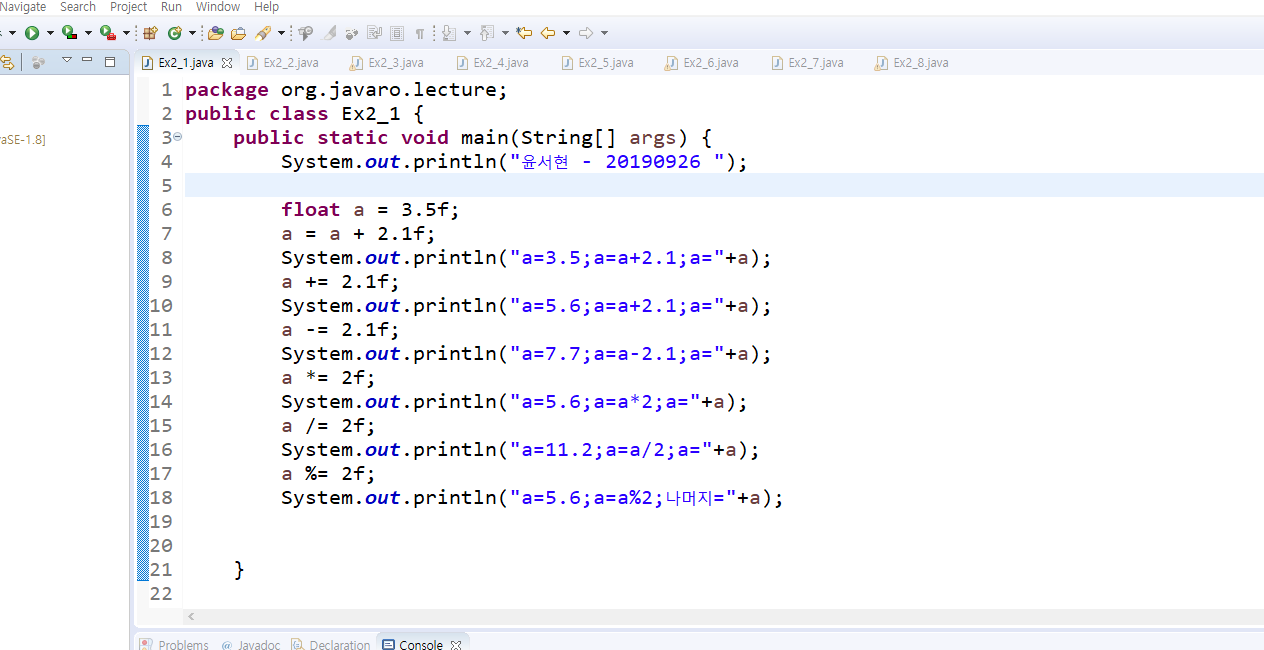 Navigate Search Project Run Window Help
Ex2_1.java Ex2_2.java Ex2_3.java Ex2_4.java Ex2_5.java Ex2_6.java Ex2_7.java Ex2_8.java
aSE-1.8]
1 package org.javaro.lecture;
2 public class Ex2_1 {
3 public static void main(String[] args) {
4 System.out.println("윤서현 - 20190926 ");
5
6 float a = 3.5f;
7 a = a + 2.1f;
8 System.out.println("a=3.5;a=a+2.1;a="+a);
9 a += 2.1f;
10 System.out.println("a=5.6;a=a+2.1;a="+a);
11 a -= 2.1f;
12 System.out.println("a=7.7;a=a-2.1;a="+a);
13 a *= 2f;
14 System.out.println("a=5.6;a=a*2;a="+a);
15 a /= 2f;
16 System.out.println("a=11.2;a=a/2;a="+a);
17 a %= 2f;
18 System.out.println("a=5.6;a=a%2;나머지="+a);
19
20
21 }
22
Problems @ Javadoc Declaration Console